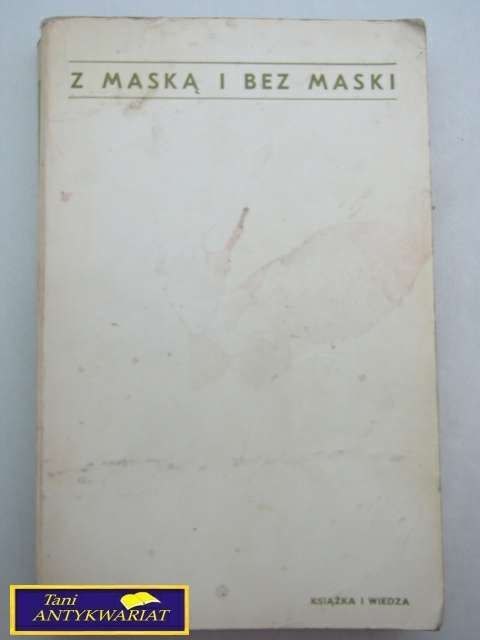 Z MASKĄ I BEZ MASKI
KSIĄŻKA I WIEDZA
Tani
ANTYKWARIAT